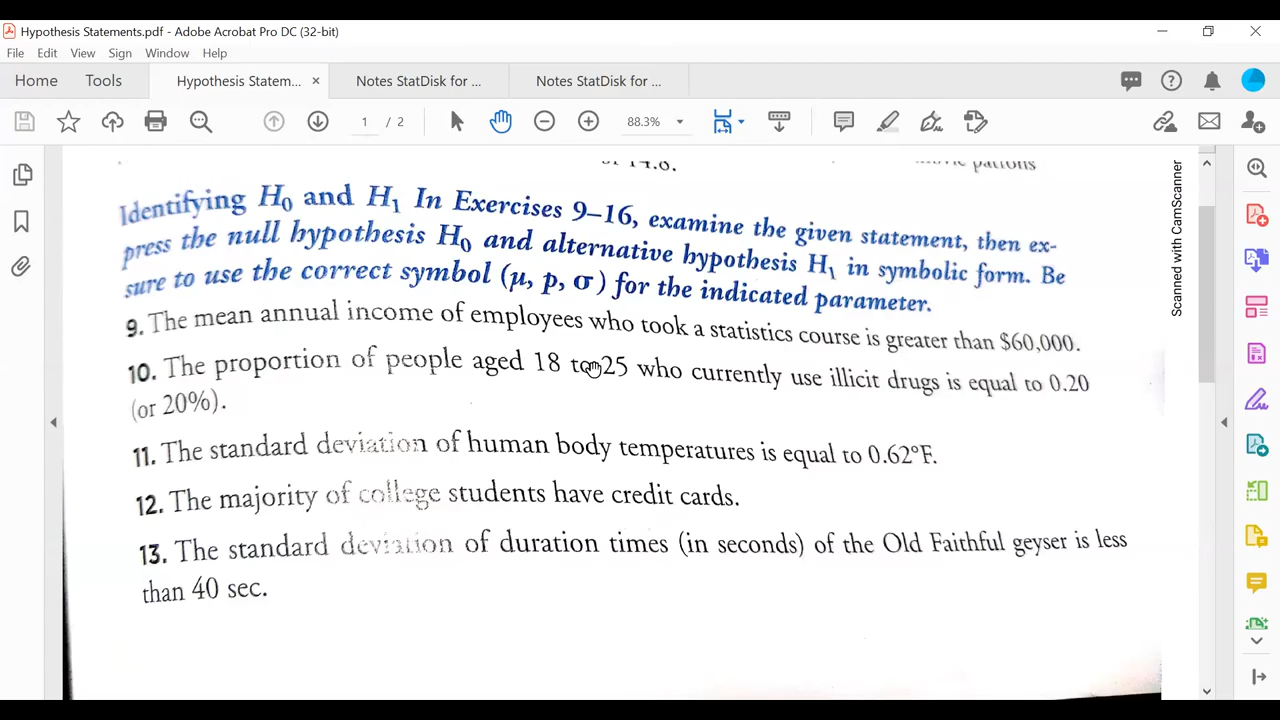 Hypothesis Statements.pdf - Adobe Acrobat Pro DC (32-bit)
File Edit View Sign Window Help
Home Tools Hypothesis Statem... × Notes StatDisk for ... Notes StatDisk for ...
1 / 2 88.3%
of 14.8.
Identifying H₀ and H₁ In Exercises 9–16, examine the given statement, then ex-
press the null hypothesis H₀ and alternative hypothesis H₁ in symbolic form. Be
sure to use the correct symbol (μ, p, σ) for the indicated parameter.
9. The mean annual income of employees who took a statistics course is greater than $60,000.
10. The proportion of people aged 18 to 25 who currently use illicit drugs is equal to 0.20
(or 20%).
11. The standard deviation of human body temperatures is equal to 0.62°F.
12. The majority of college students have credit cards.
13. The standard deviation of duration times (in seconds) of the Old Faithful geyser is less
than 40 sec.
Scanned with CamScanner